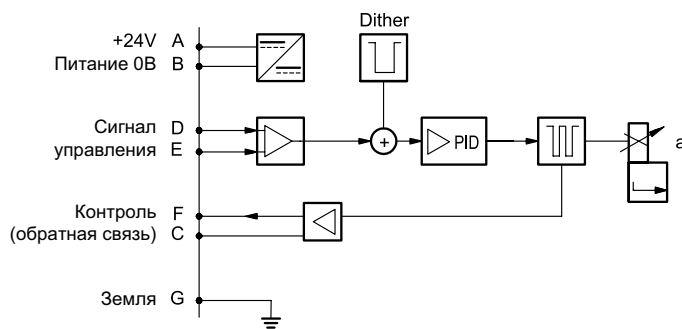 Dither
+24V A
Питание 0В B
Сигнал D
управления E
+
PID
a
Контроль F
(обратная связь) C
Земля G